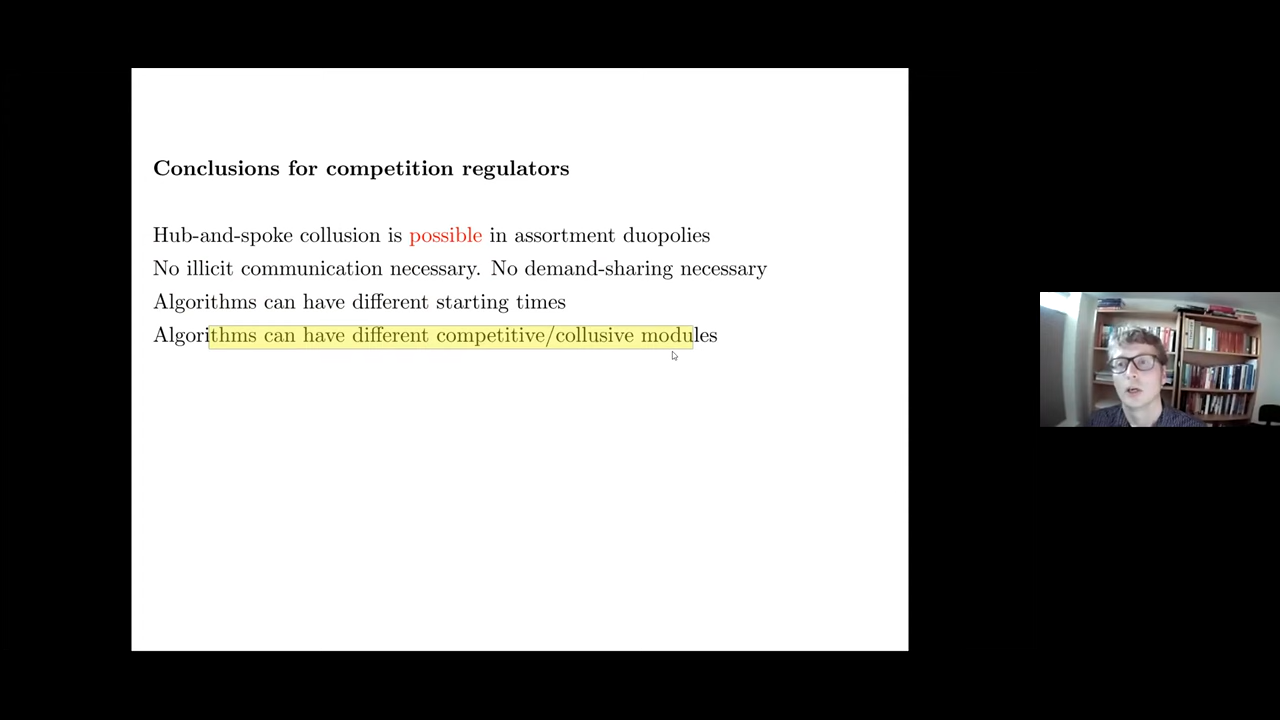 Conclusions for competition regulators
Hub-and-spoke collusion is possible in assortment duopolies
No illicit communication necessary. No demand-sharing necessary
Algorithms can have different starting times
Algorithms can have different competitive/collusive modules